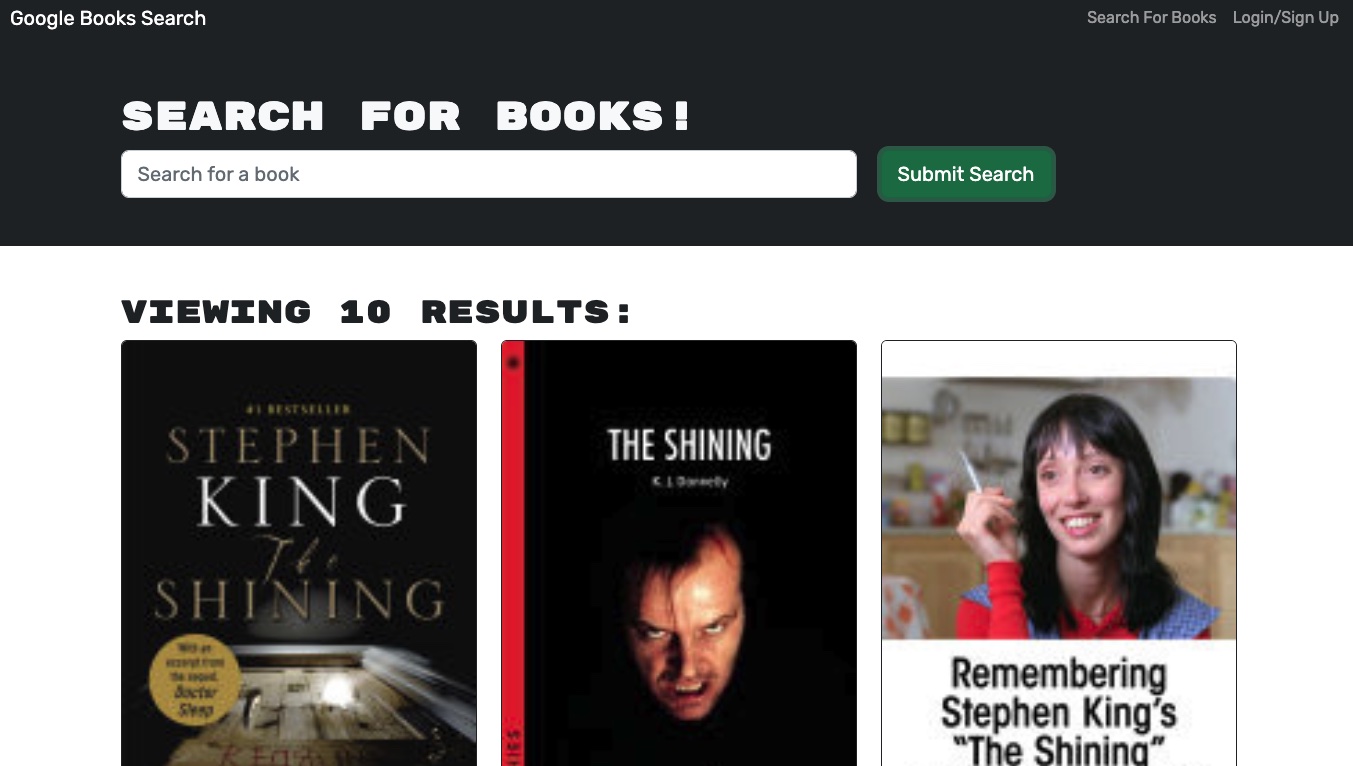 Google Books Search
Search For Books
Login/Sign Up
SEARCH FOR BOOKS!
Search for a book
Submit Search
VIEWING 10 RESULTS:
#1 BESTSELLER
STEPHEN
KING
The
SHINING
With an
excerpt from
the sequel,
Doctor
Sleep
THE SHINING
K. J. Donnelly
Remembering
Stephen King's
"The Shining"